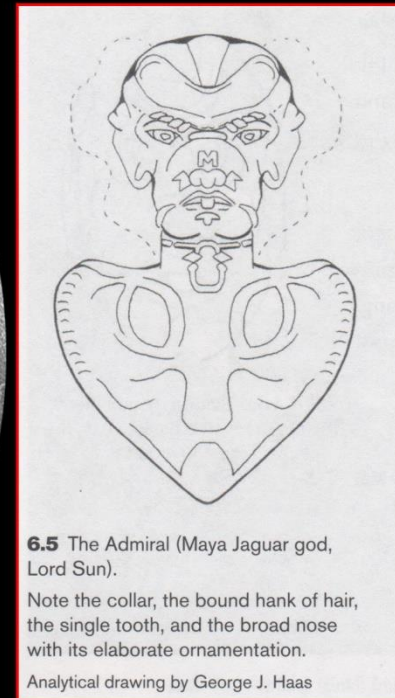 M
6.5 The Admiral (Maya Jaguar god,
Lord Sun).
Note the collar, the bound hank of hair,
the single tooth, and the broad nose
with its elaborate ornamentation.
Analytical drawing by George J. Haas